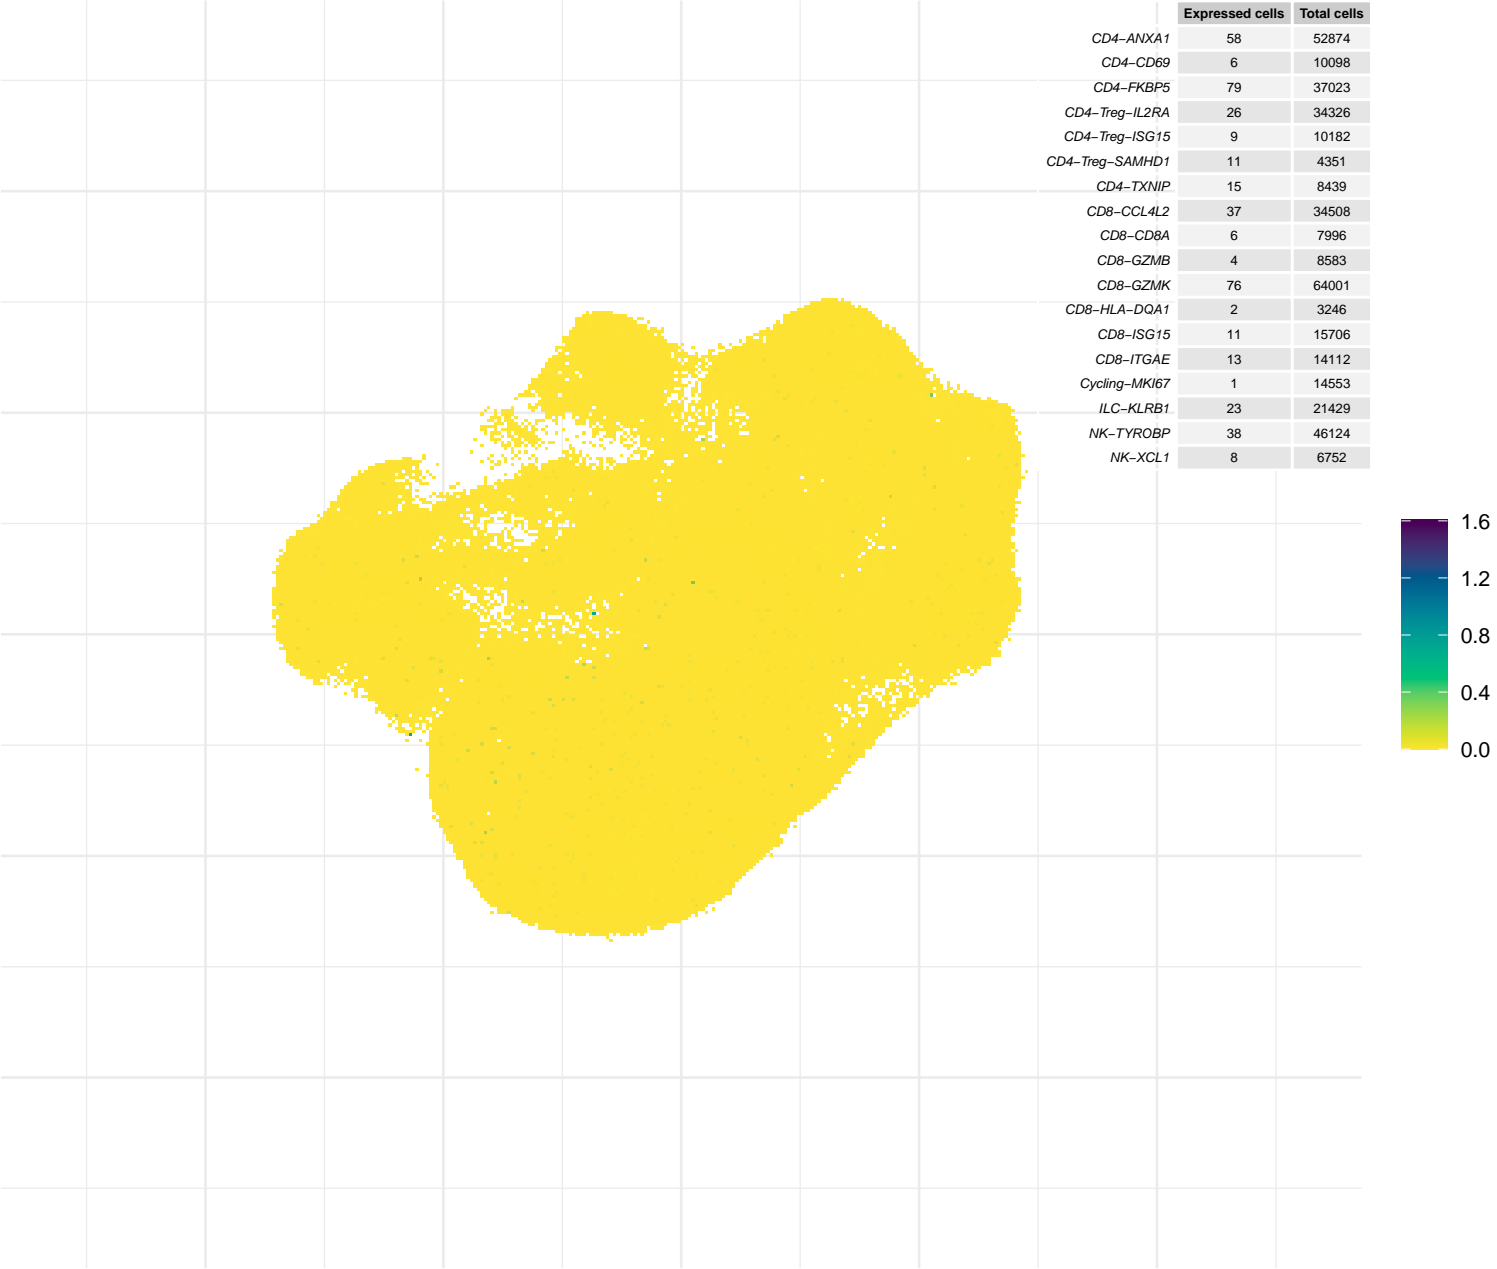 Expressed cells Total cells
CD4−ANXA1 58 52874
CD4−CD69 6 10098
CD4−FKBP5 79 37023
CD4−Treg−IL2RA 26 34326
CD4−Treg−ISG15 9 10182
CD4−Treg−SAMHD1 11 4351
CD4−TXNIP 15 8439
CD8−CCL4L2 37 34508
CD8−CD8A 6 7996
CD8−GZMB 4 8583
CD8−GZMK 76 64001
CD8−HLA−DQA1 2 3246
CD8−ISG15 11 15706
CD8−ITGAE 13 14112
Cycling−MKI67 1 14553
ILC−KLRB1 23 21429
NK−TYROBP 38 46124
NK−XCL1 8 6752
1.6
1.2
0.8
0.4
0.0